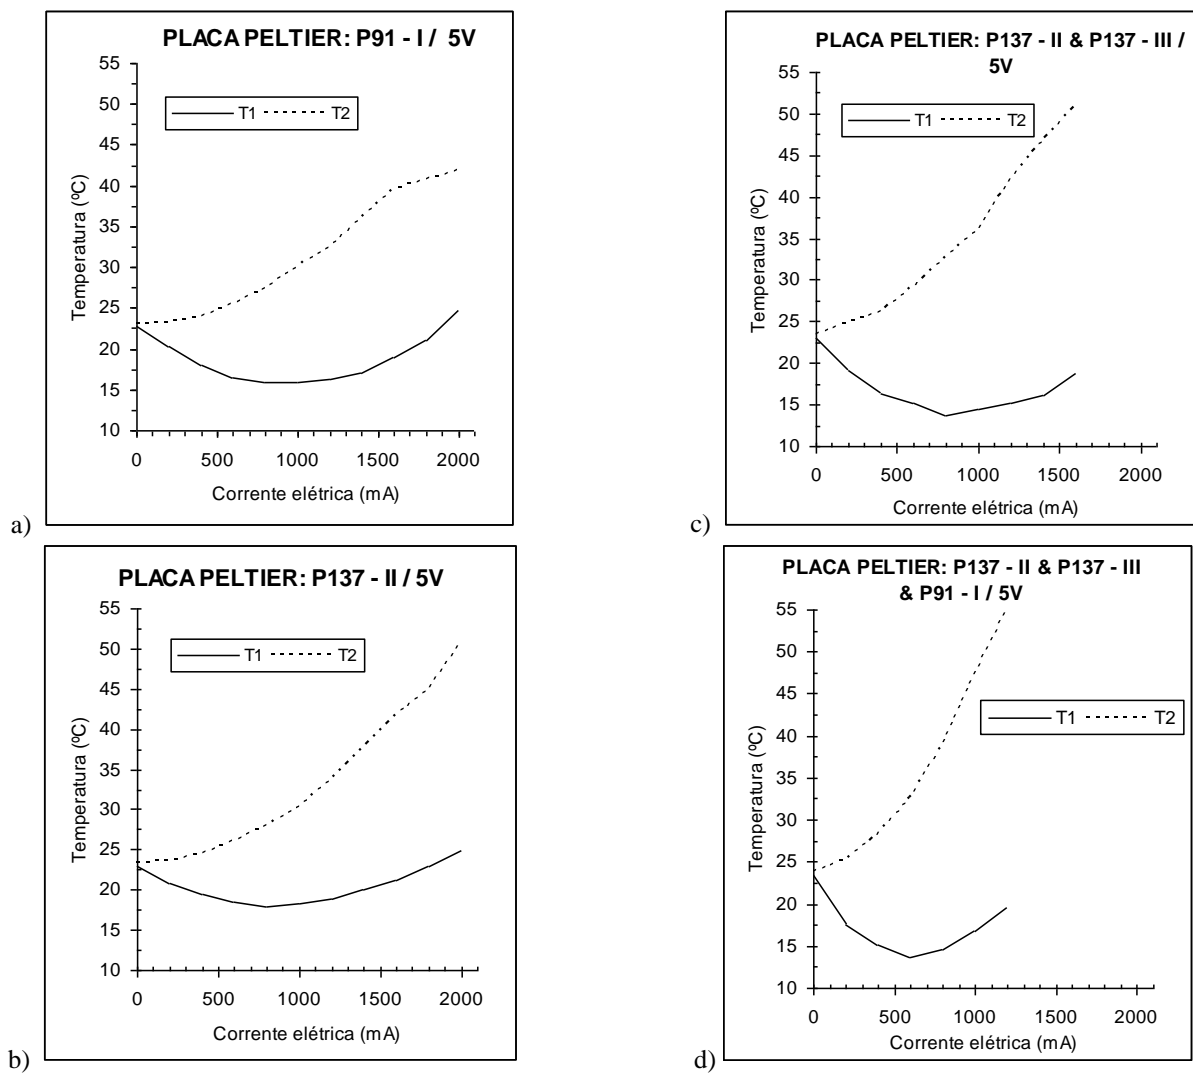 PLACA PELTIER: P91 - I / 5V
55
50
45
40
35
30
25
20
15
10
T1 T2
Temperatura (ºC)
0 500 1000 1500 2000
Corrente elétrica (mA)
a)
PLACA PELTIER: P137 - II & P137 - III /
5V
55
50
45
40
35
30
25
20
15
10
T1 T2
Temperatura (ºC)
0 500 1000 1500 2000
Corrente elétrica (mA)
c)
PLACA PELTIER: P137 - II / 5V
55
50
45
40
35
30
25
20
15
10
T1 T2
Temperatura (ºC)
0 500 1000 1500 2000
Corrente elétrica (mA)
b)
PLACA PELTIER: P137 - II & P137 - III
& P91 - I / 5V
55
50
45
40
35
30
25
20
15
10
T1 T2
Temperatura (ºC)
0 500 1000 1500 2000
Corrente elétrica (mA)
d)